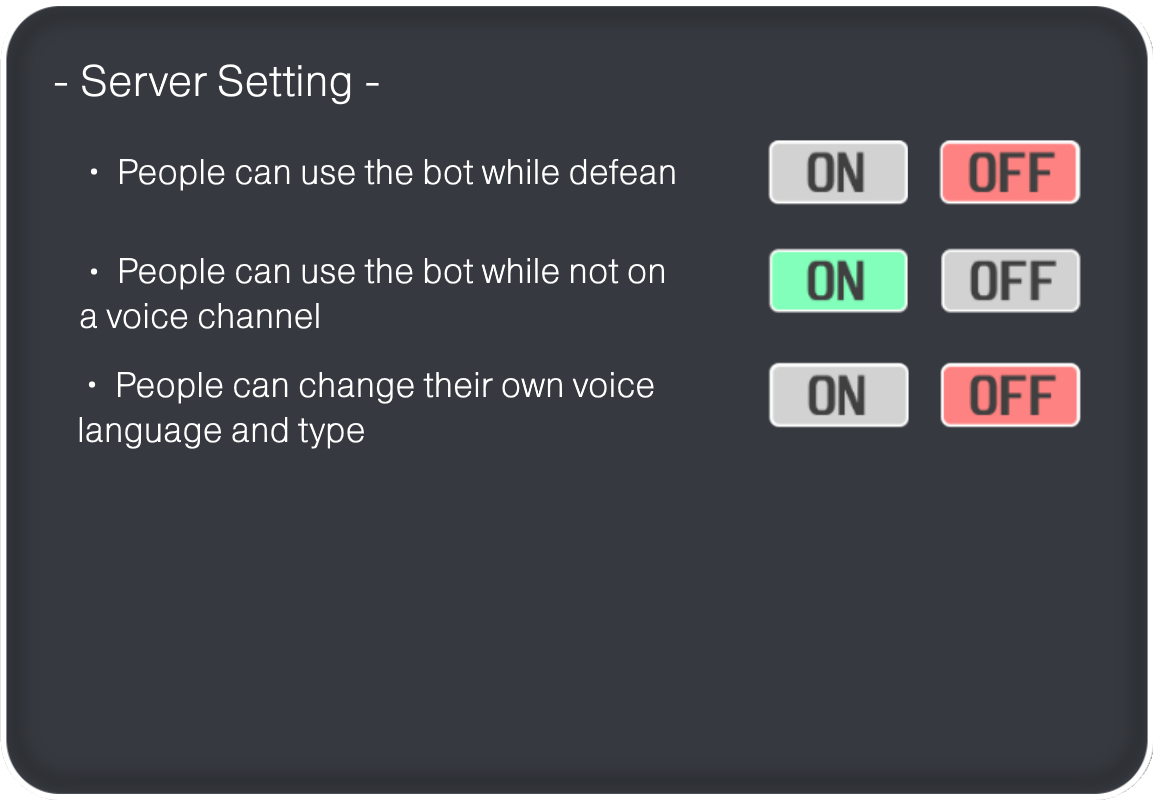 - Server Setting -
・ People can use the bot while defean ON OFF
・ People can use the bot while not on ON OFF
a voice channel
・ People can change their own voice ON OFF
language and type